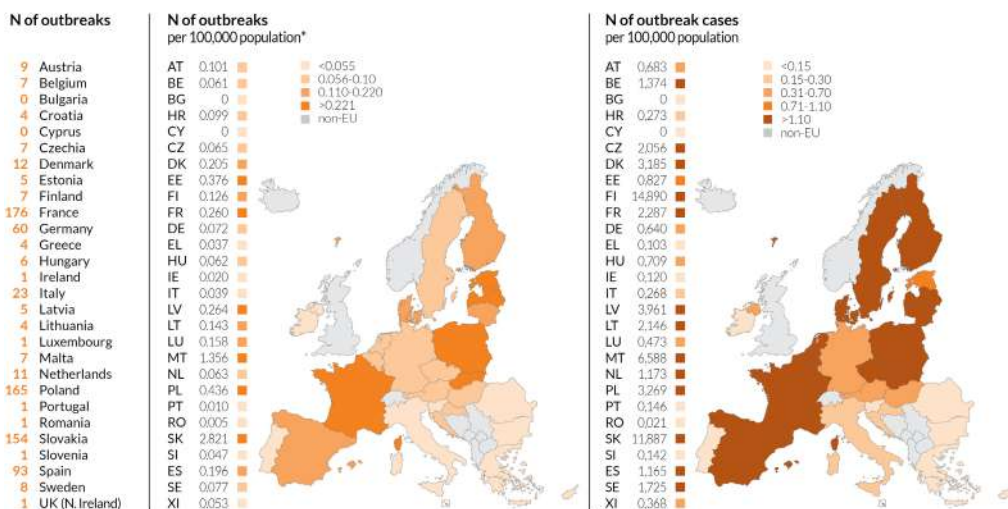 N of outbreaks
9 Austria
7 Belgium
0 Bulgaria
4 Croatia
0 Cyprus
7 Czechia
12 Denmark
5 Estonia
7 Finland
176 France
60 Germany
4 Greece
6 Hungary
1 Ireland
23 Italy
5 Latvia
4 Lithuania
1 Luxembourg
7 Malta
11 Netherlands
165 Poland
1 Portugal
1 Romania
154 Slovakia
1 Slovenia
93 Spain
8 Sweden
1 UK (N. Ireland)
N of outbreaks
per 100,000 population*
AT 0.101
BE 0.061
BG 0
HR 0.099
CY 0
CZ 0.065
DK 0.205
EE 0.376
FI 0.126
FR 0.260
DE 0.072
EL 0.037
HU 0.062
IE 0.020
IT 0.039
LV 0.264
LT 0.143
LU 0.158
MT 1.356
NL 0.063
PL 0.436
PT 0.010
RO 0.005
SK 2.821
SI 0.047
ES 0.196
SE 0.077
XI 0.053
<0.055
0.056-0.10
0.110-0.220
>0.221
non-EU
N of outbreak cases
per 100,000 population
AT 0,683
BE 1,374
BG 0
HR 0,273
CY 0
CZ 2,056
DK 3,185
EE 0,827
FI 14,890
FR 2,287
DE 0,640
EL 0,103
HU 0,709
IE 0,120
IT 0,268
LV 3,961
LT 2,146
LU 0,473
MT 6,588
NL 1,173
PL 3,269
PT 0,146
RO 0,021
SK 11,887
SI 0,142
ES 1,165
SE 1,725
XI 0,368
<0.15
0.15-0.30
0.31-0.70
0.71-1.10
>1.10
non-EU